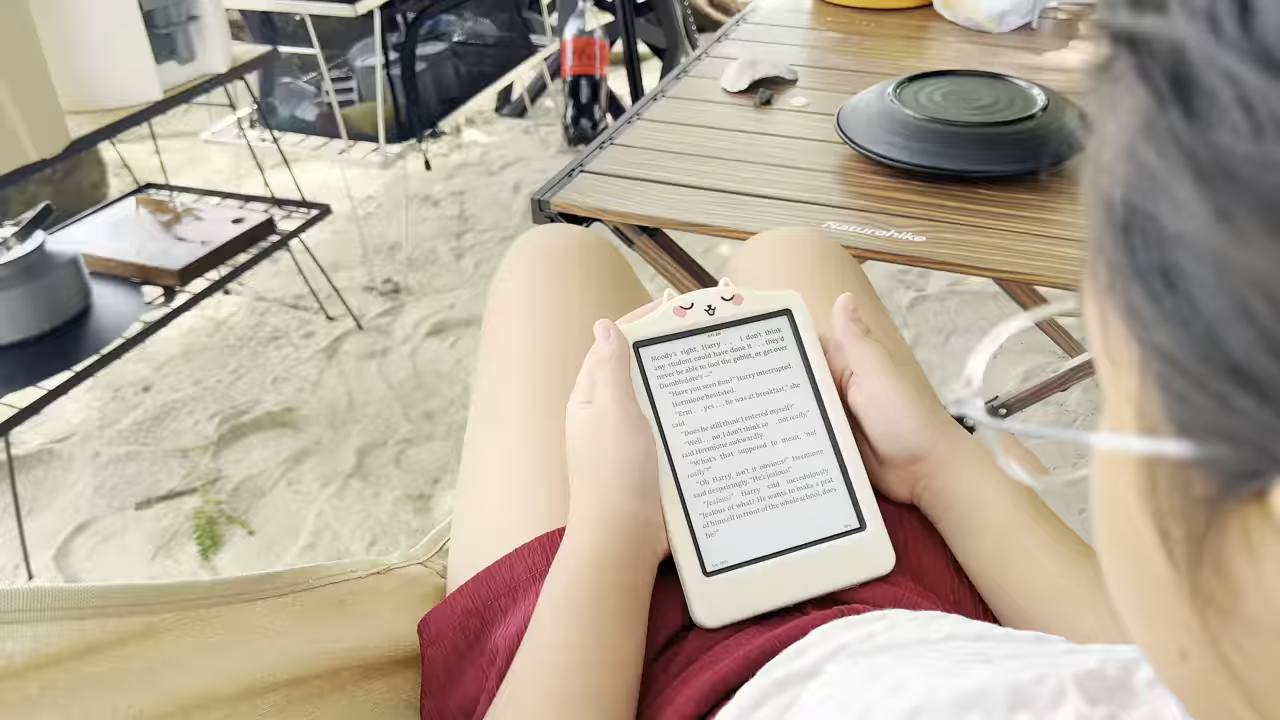 Naturehike
Moody's right, Harry . . . I don't think
any student could have done it . . . they'd
never be able to fool the goblet, or get over
Dumbledore's —"
"Have you seen Ron?" Harry interrupted.
Hermione hesitated.
"Erm . . . yes . . . he was at breakfast," she
said.
"Does he still think I entered myself?"
"Well . . . no, I don't think so . . . not really,"
said Hermione awkwardly.
"What's that supposed to mean, 'not
really'?"
"Oh Harry, isn't it obvious?" Hermione
said despairingly. "He's jealous!"
"Jealous?" Harry said incredulously.
"Jealous of what? He wants to make a prat
of himself in front of the whole school, does
he?"